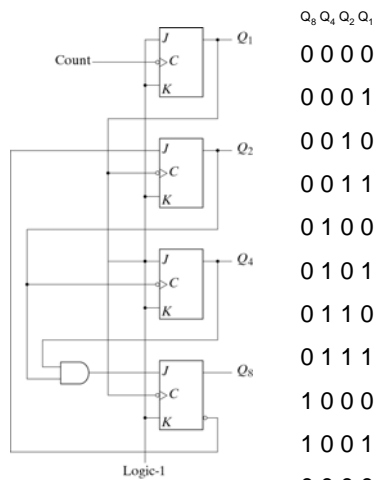 Q8 Q4 Q2 Q1
J
Q1
Count
C
K
J
Q2
C
K
J
Q4
C
K
J
Q8
C
K
Logic-1
0 0 0 0
0 0 0 1
0 0 1 0
0 0 1 1
0 1 0 0
0 1 0 1
0 1 1 0
0 1 1 1
1 0 0 0
1 0 0 1